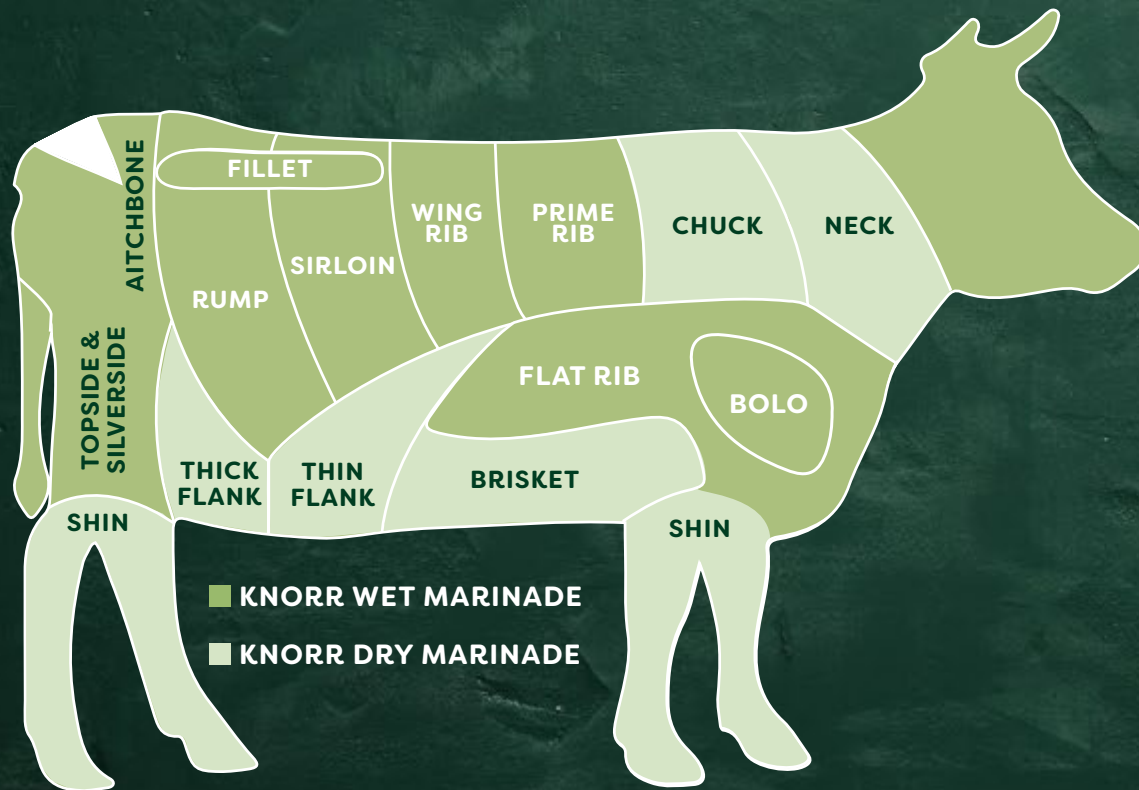 AITCHBONE
FILLET
WING
RIB
PRIME
RIB
CHUCK
NECK
SIRLOIN
RUMP
TOPSIDE &
SILVERSIDE
FLAT RIB
BOLO
THICK
FLANK
THIN
FLANK
BRISKET
SHIN
SHIN
KNORR WET MARINADE
KNORR DRY MARINADE